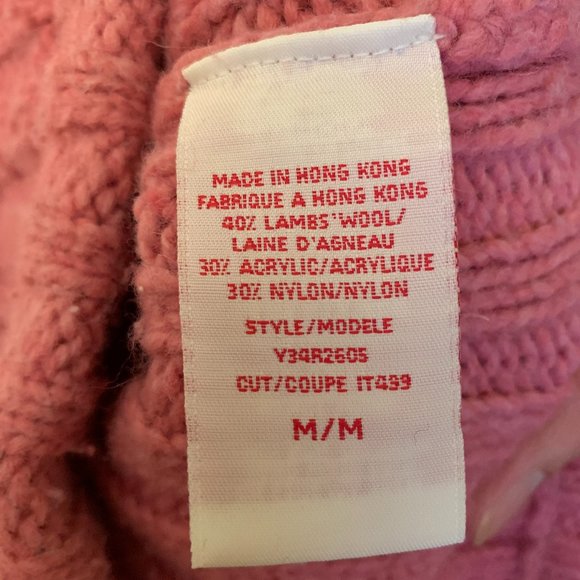 MADE IN HONG KONG
FABRIQUE A HONG KONG
40% LAMBS'WOOL/
LAINE D'AGNEAU
30% ACRYLIC/ACRYLIQUE
30% NYLON/NYLON
STYLE/MODELE
Y34R2605
CUT/COUPE IT499
M/M